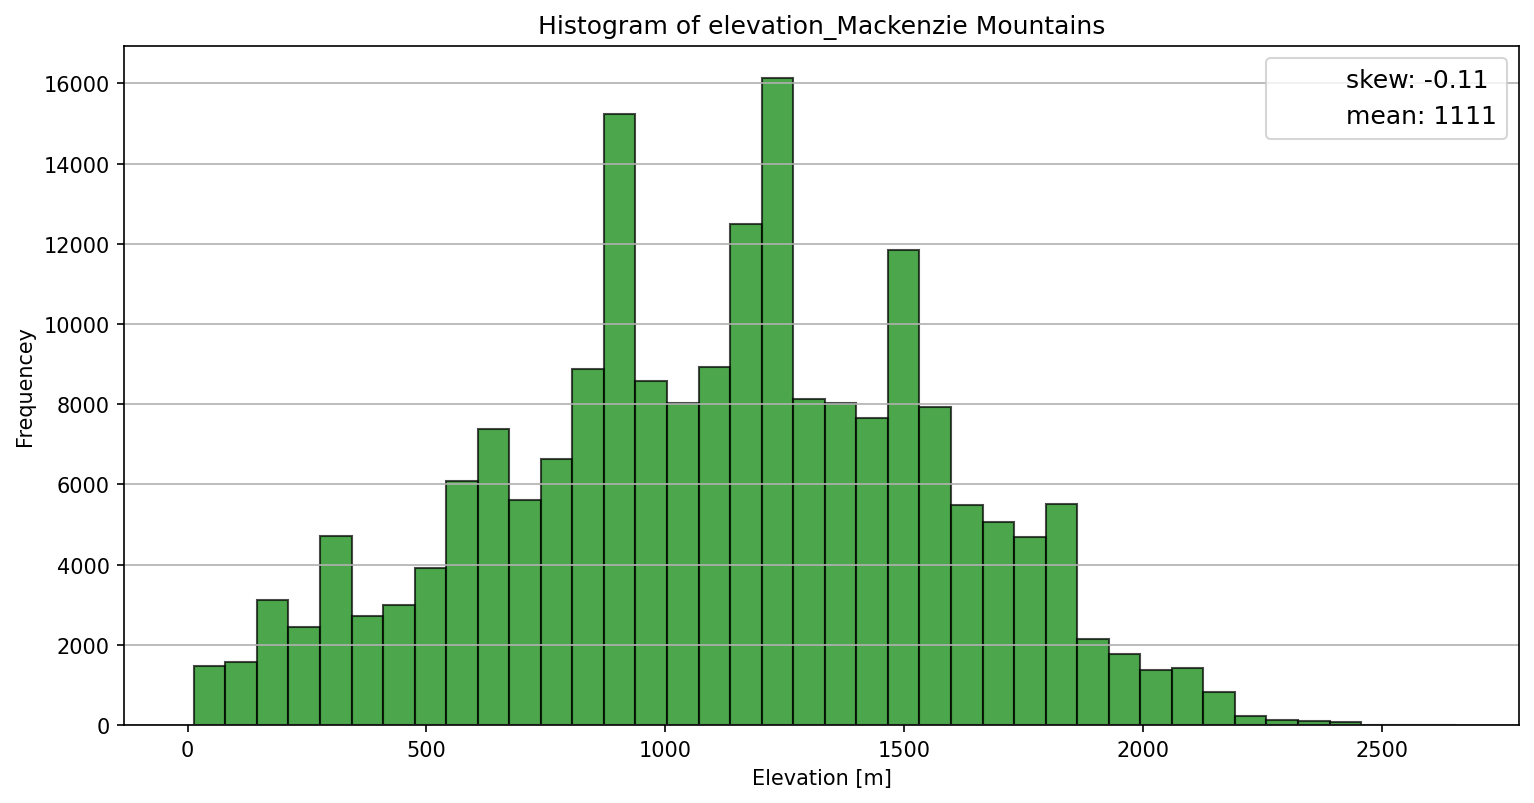 Histogram of elevation_Mackenzie Mountains
skew: -0.11
mean: 1111
Frequencey
16000
14000
12000
10000
8000
6000
4000
2000
0
0 500 1000 1500 2000 2500
Elevation [m]